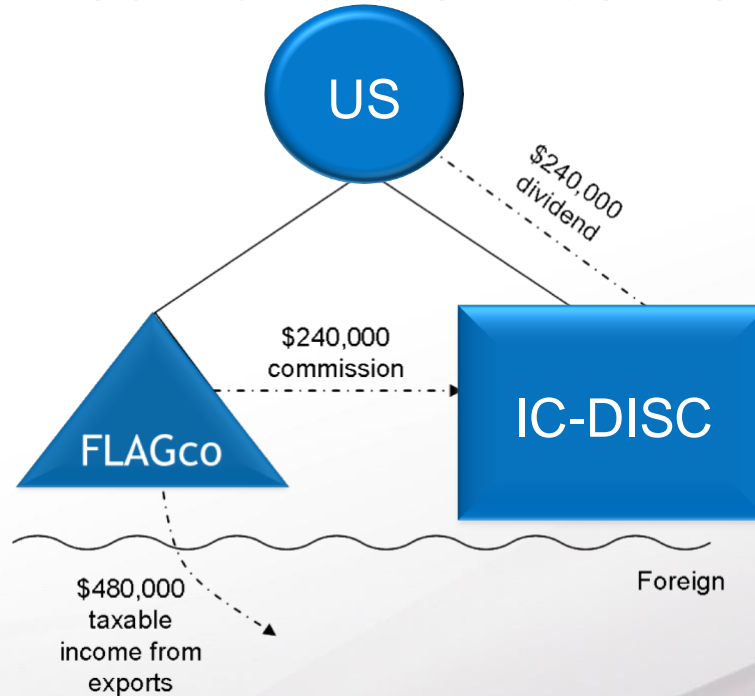 US
$240,000
dividend
$240,000
commission
FLAGco
IC-DISC
Foreign
$480,000
taxable
income from
exports